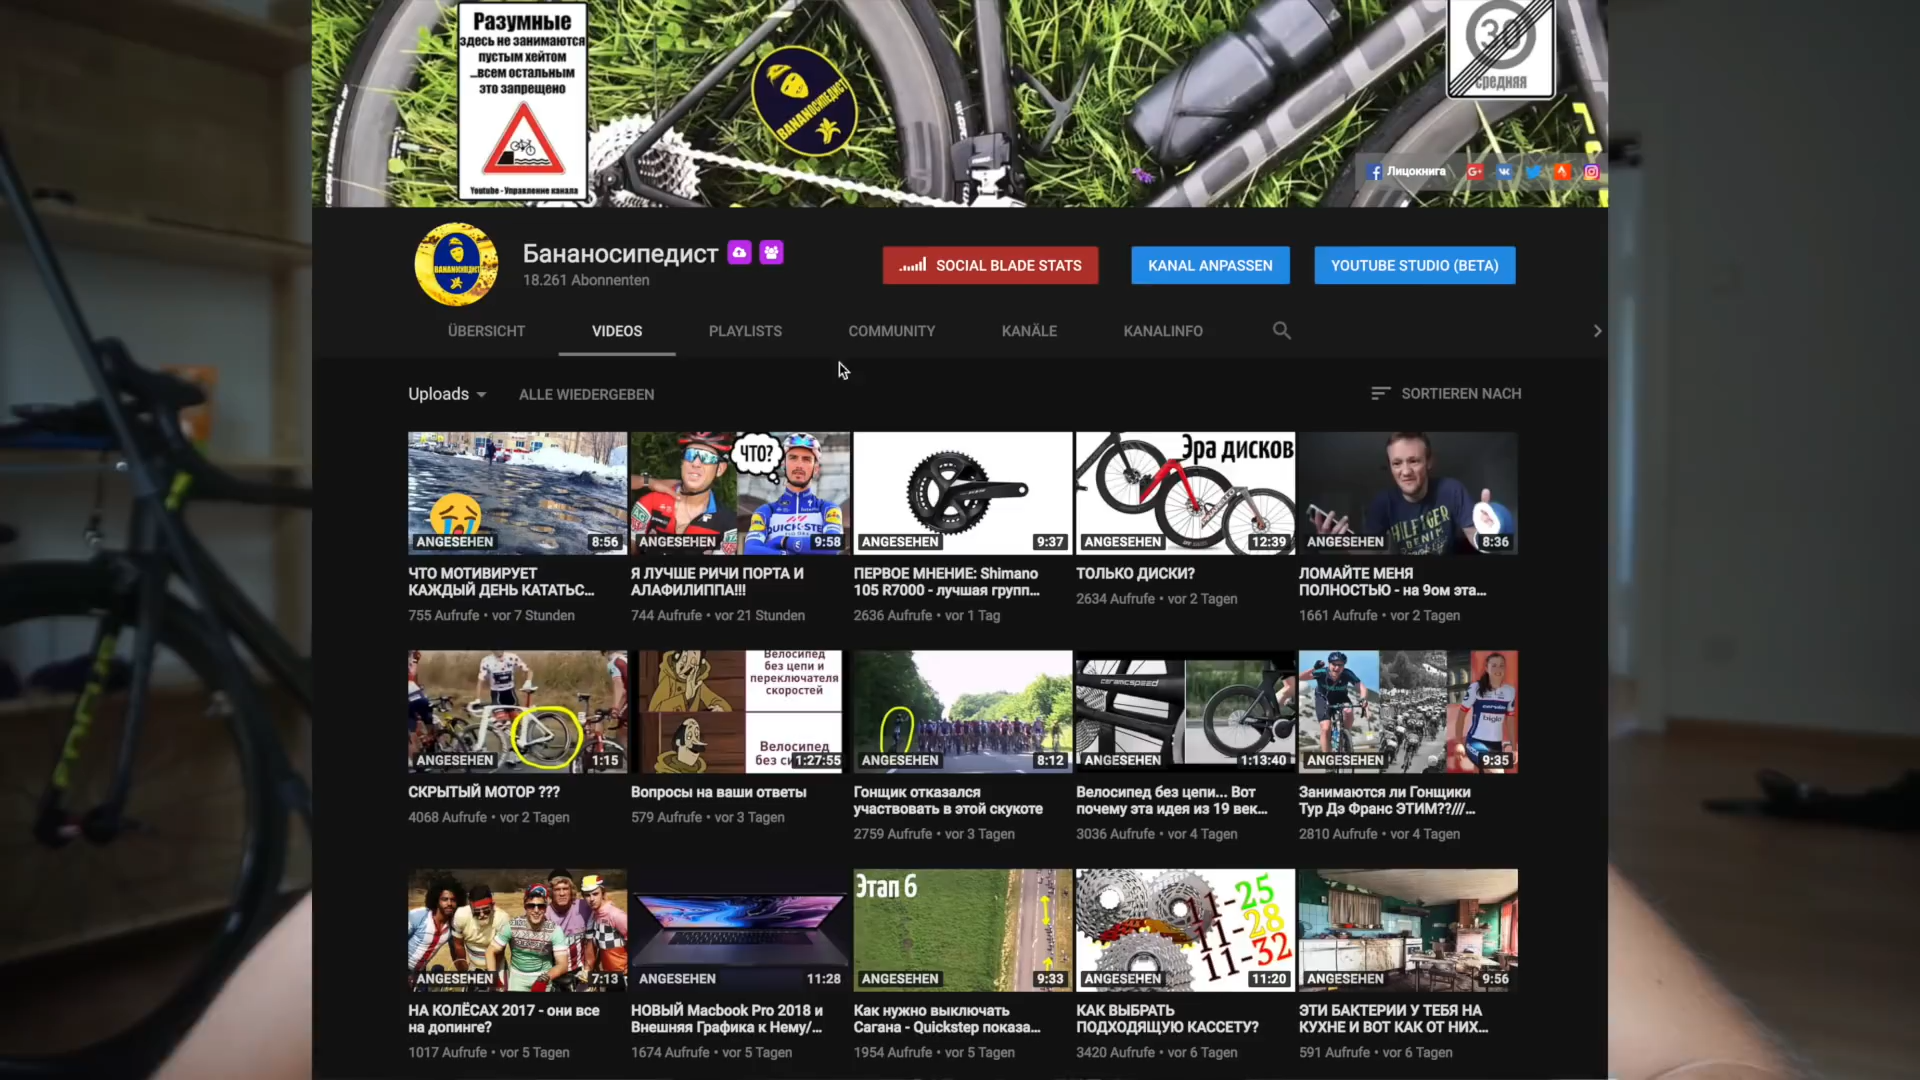 Разумные
здесь не занимаются
пустым хейтом
...всем остальным
это запрещено
Youtube - Управление канала
БАНАНОСИПЕДИСТ
30
средняя
Лицокнига
Бананосипедист
18.261 Abonnenten
SOCIAL BLADE STATS
KANAL ANPASSEN
YOUTUBE STUDIO (BETA)
ÜBERSICHT
VIDEOS
PLAYLISTS
COMMUNITY
KANÄLE
KANALINFO
Uploads
ALLE WIEDERGEBEN
SORTIEREN NACH
ANGESEHEN
8:56
ЧТО МОТИВИРУЕТ
КАЖДЫЙ ДЕНЬ КАТАТЬС...
755 Aufrufe • vor 7 Stunden
ЧТО?
QUICK-STEP
ANGESEHEN
9:58
Я ЛУЧШЕ РИЧИ ПОРТА И
АЛАФИЛИППА!!!
744 Aufrufe • vor 21 Stunden
ANGESEHEN
9:37
ПЕРВОЕ МНЕНИЕ: Shimano
105 R7000 - лучшая групп...
2636 Aufrufe • vor 1 Tag
Эра дисков
ANGESEHEN
12:39
ТОЛЬКО ДИСКИ?
2634 Aufrufe • vor 2 Tagen
HILFIGER
DENIM
ANGESEHEN
8:36
ЛОМАЙТЕ МЕНЯ
ПОЛНОСТЬЮ - на 9ом эта...
1661 Aufrufe • vor 2 Tagen
ANGESEHEN
1:15
СКРЫТЫЙ МОТОР ???
4068 Aufrufe • vor 2 Tagen
Велосипед
без цепи и
переключателя
скоростей
Велосипед
без си
1:27:55
Вопросы на ваши ответы
579 Aufrufe • vor 3 Tagen
ANGESEHEN
8:12
Гонщик отказался
участвовать в этой скукоте
2759 Aufrufe • vor 3 Tagen
CERAMICSPEED
ANGESEHEN
1:13:40
Велосипед без цепи... Вот
почему эта идея из 19 век...
3036 Aufrufe • vor 4 Tagen
cervélo
bigla
ANGESEHEN
9:35
Занимаются ли Гонщики
Тур Дэ Франс ЭТИМ??///...
2810 Aufrufe • vor 4 Tagen
ANGESEHEN
7:13
НА КОЛЁСАХ 2017 - они все
на допинге?
1017 Aufrufe • vor 5 Tagen
ANGESEHEN
11:28
НОВЫЙ Macbook Pro 2018 и
Внешняя Графика к Нему/...
1674 Aufrufe • vor 5 Tagen
Этап 6
ANGESEHEN
9:33
Как нужно выключать
Сагана - Quickstep показа...
1954 Aufrufe • vor 5 Tagen
11-25
11-28
11-32
ANGESEHEN
11:20
КАК ВЫБРАТЬ
ПОДХОДЯЩУЮ КАССЕТУ?
3420 Aufrufe • vor 6 Tagen
ANGESEHEN
9:56
ЭТИ БАКТЕРИИ У ТЕБЯ НА
КУХНЕ И ВОТ КАК ОТ НИХ...
591 Aufrufe • vor 6 Tagen